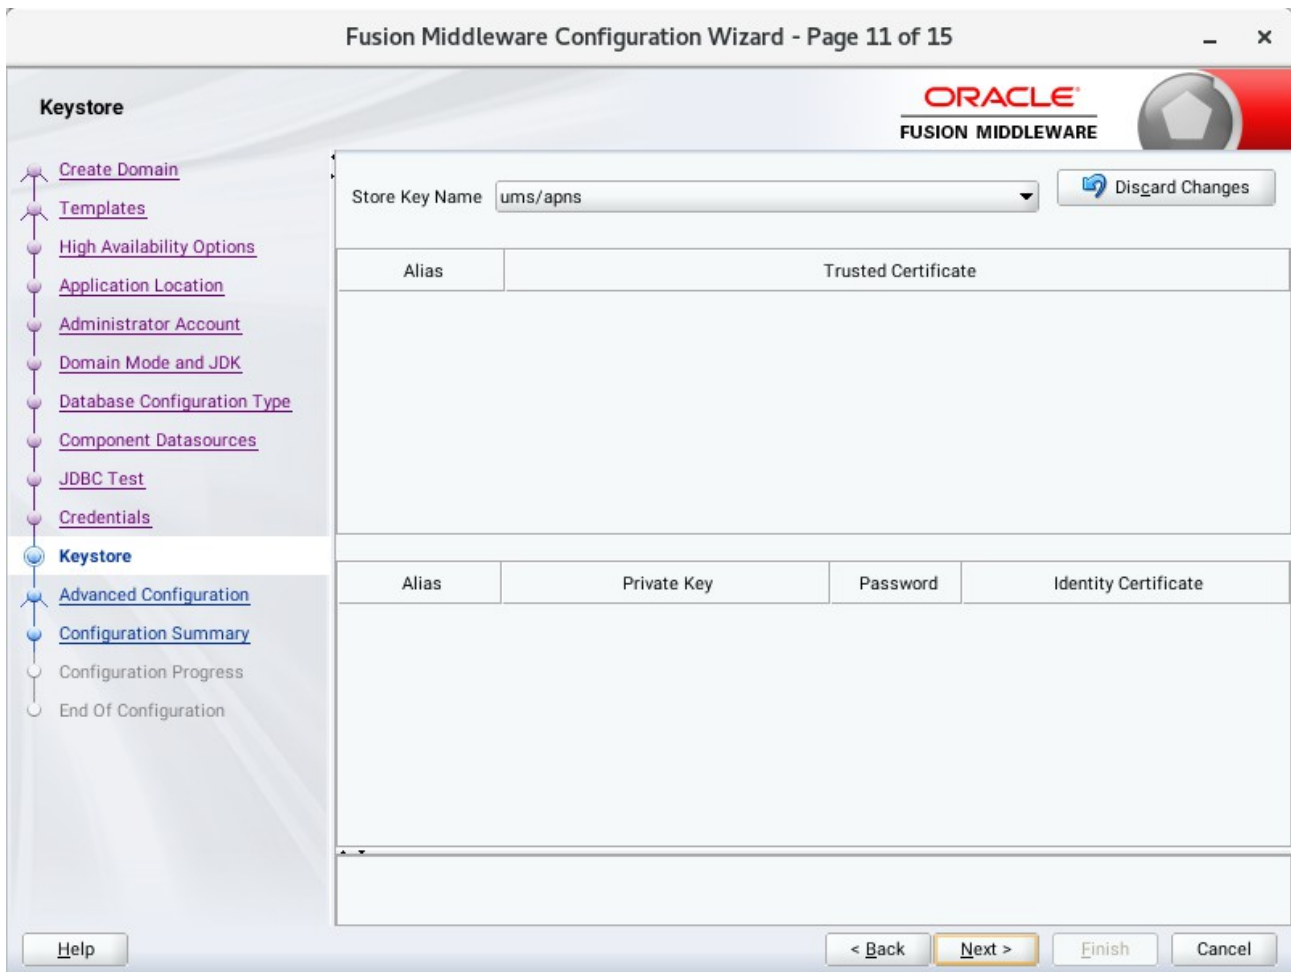 Fusion Middleware Configuration Wizard - Page 11 of 15
Keystore
ORACLE
FUSION MIDDLEWARE
Create Domain
Templates
High Availability Options
Application Location
Administrator Account
Domain Mode and JDK
Database Configuration Type
Component Datasources
JDBC Test
Credentials
Keystore
Advanced Configuration
Configuration Summary
Configuration Progress
End Of Configuration
Store Key Name ums/apns Discard Changes
Alias Trusted Certificate
Alias Private Key Password Identity Certificate
Help < Back Next > Finish Cancel